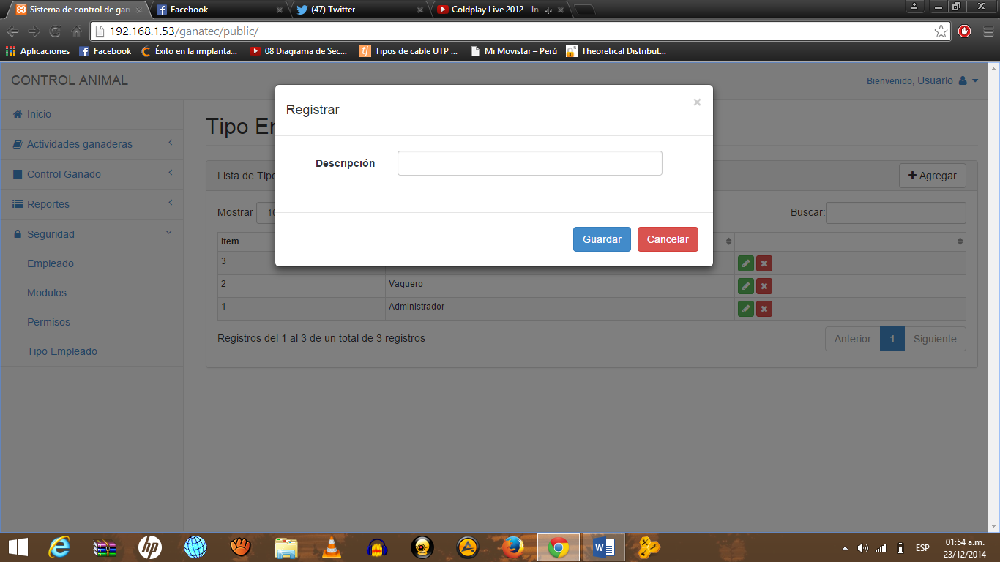 Sistema de control de gan
Facebook
(47) Twitter
Coldplay Live 2012 - In
192.168.1.53/ganatec/public/
Aplicaciones
Facebook
Éxito en la implanta...
08 Diagrama de Sec...
Tipos de cable UTP ...
Mi Movistar – Perú
Theoretical Distribut...
CONTROL ANIMAL
Bienvenido, Usuario
Inicio
Actividades ganaderas
Control Ganado
Reportes
Seguridad
Empleado
Modulos
Permisos
Tipo Empleado
Registrar
×
Descripción
Guardar
Cancelar
Tipo
Lista de Tipo
Agregar
Mostrar 10
Buscar:
Item
3
2 Vaquero
1 Administrador
Registros del 1 al 3 de un total de 3 registros
Anterior 1 Siguiente
ESP
01:54 a.m.
23/12/2014